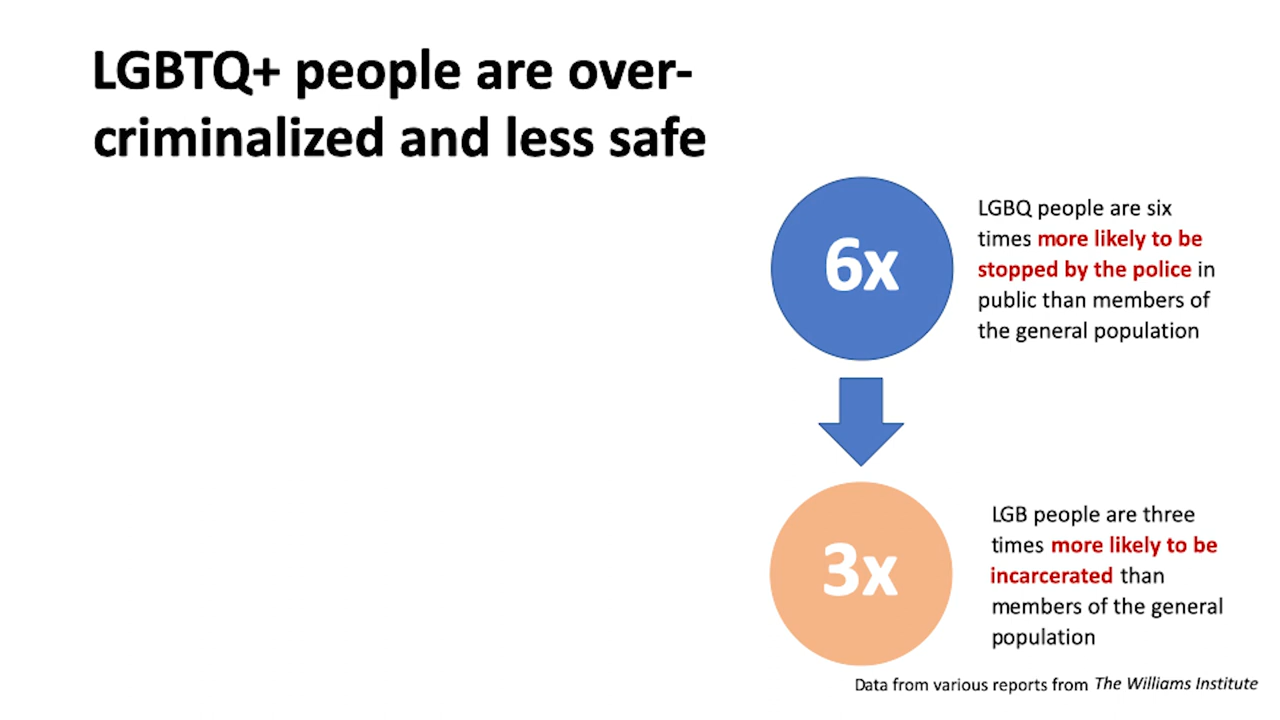 LGBTQ+ people are over-
criminalized and less safe
6x
LGBQ people are six
times more likely to be
stopped by the police in
public than members of
the general population
3x
LGB people are three
times more likely to be
incarcerated than
members of the general
population
Data from various reports from The Williams Institute